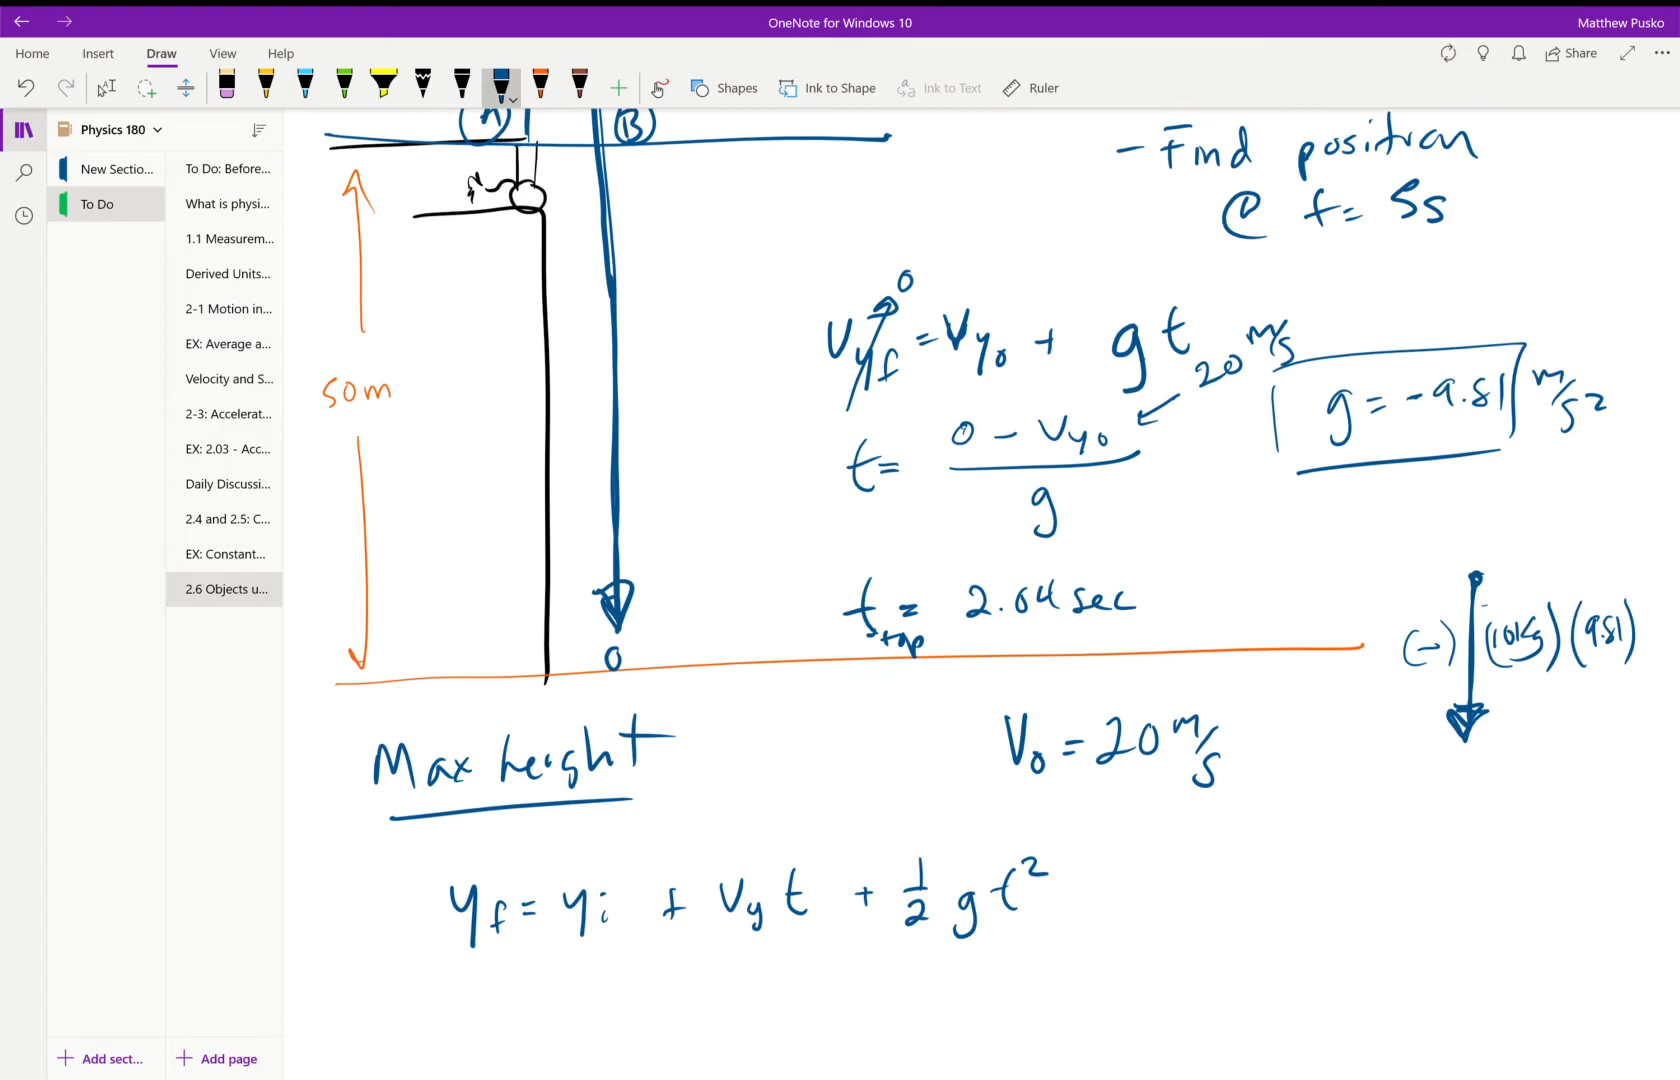 OneNote for Windows 10
Matthew Pusko
Home Insert Draw View Help
Share
Shapes Ink to Shape Ink to Text Ruler
Physics 180
New Sectio...
To Do
To Do: Before...
What is physi...
1.1 Measurem...
Derived Units...
2-1 Motion in...
EX: Average a...
Velocity and S...
2-3: Accelerat...
EX: 2.03 - Acc...
Daily Discussi...
2.4 and 2.5: C...
EX: Constant...
2.6 Objects u...
Add sect...
Add page
(A) (B)
- Find position
@ t = 5s
50m
0
Vyf = Vy0 + gt
20 m/s
g = -9.81 m/s²
t = (0 - Vy0)/g
t top = 2.04 sec
0
(-) (10kg)(9.81)
Max height
V0 = 20 m/s
yf = yi + Vy t + 1/2 g t²